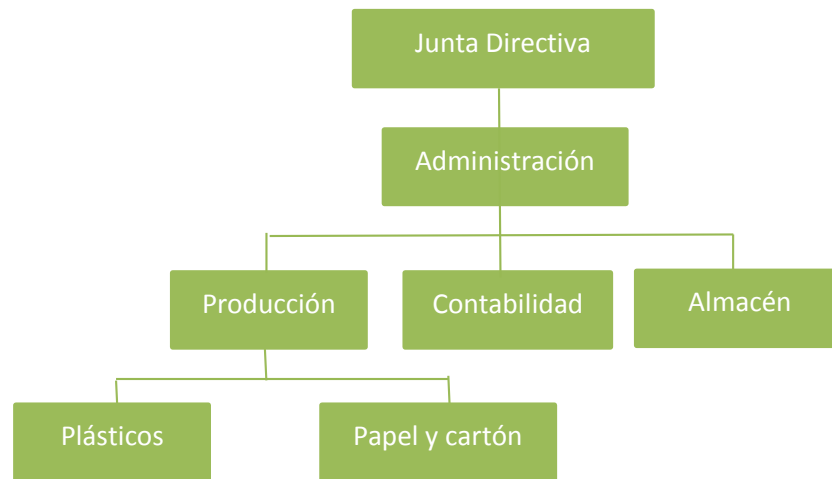 Junta Directiva
Administración
Producción
Contabilidad
Almacén
Plásticos
Papel y cartón